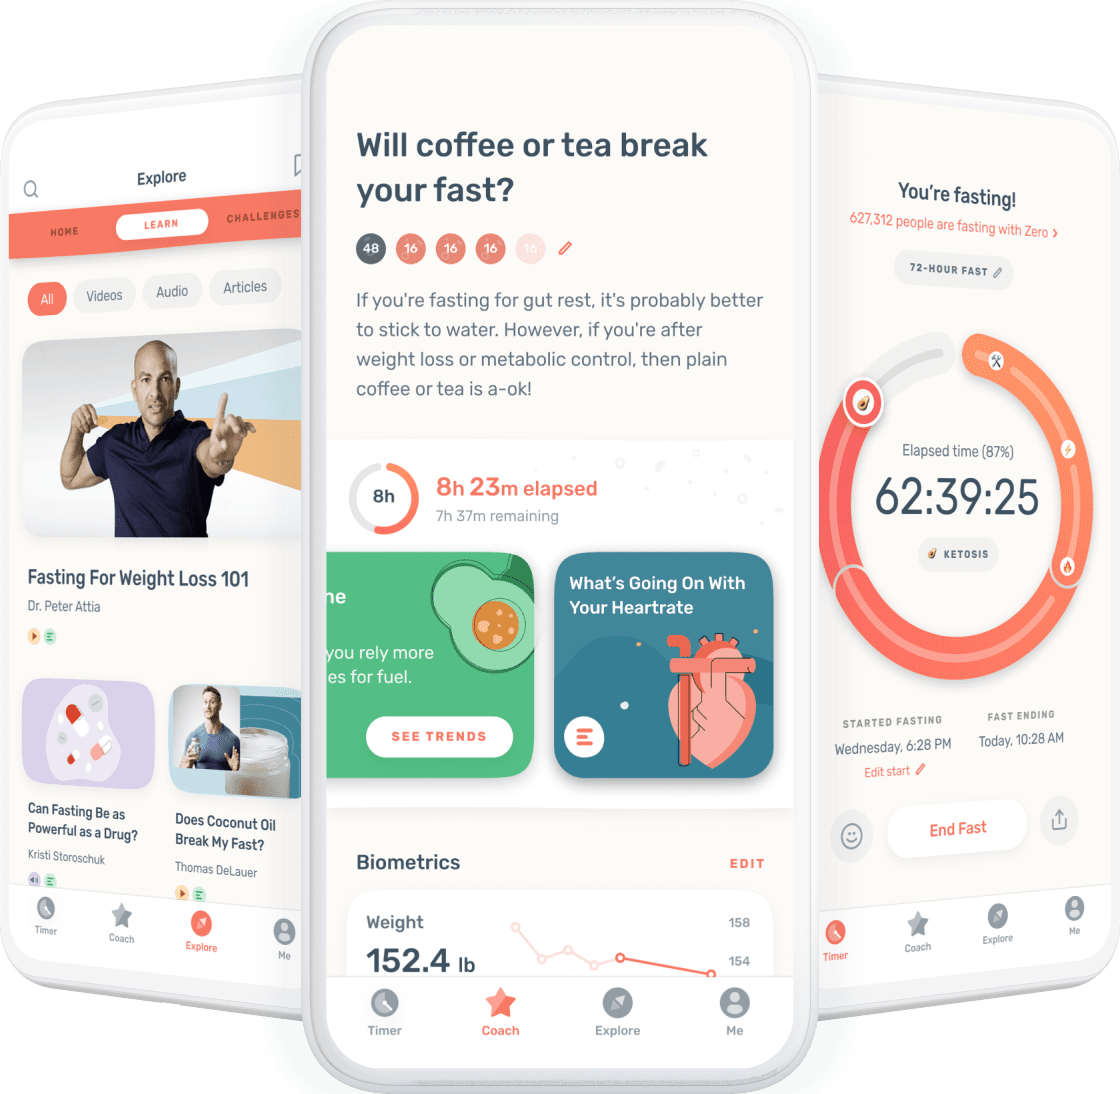 Explore
HOME
LEARN
CHALLENGES
All
Videos
Audio
Articles
Fasting For Weight Loss 101
Dr. Peter Attia
Can Fasting Be as
Powerful as a Drug?
Kristi Storoschuk
Does Coconut Oil
Break My Fast?
Thomas DeLauer
Timer
Coach
Explore
Me
Will coffee or tea break
your fast?
48 16 16 16 16
If you're fasting for gut rest, it's probably better
to stick to water. However, if you're after
weight loss or metabolic control, then plain
coffee or tea is a-ok!
8h
8h 23m elapsed
7h 37m remaining
ne
you rely more
es for fuel.
SEE TRENDS
What's Going On With
Your Heartrate
Biometrics
EDIT
Weight
152.4 lb
158
154
Timer
Coach
Explore
Me
You're fasting!
627,312 people are fasting with Zero >
72-HOUR FAST
Elapsed time (87%)
62:39:25
KETOSIS
STARTED FASTING
Wednesday, 6:28 PM
Edit start
FAST ENDING
Today, 10:28 AM
End Fast
Timer
Coach
Explore
Me